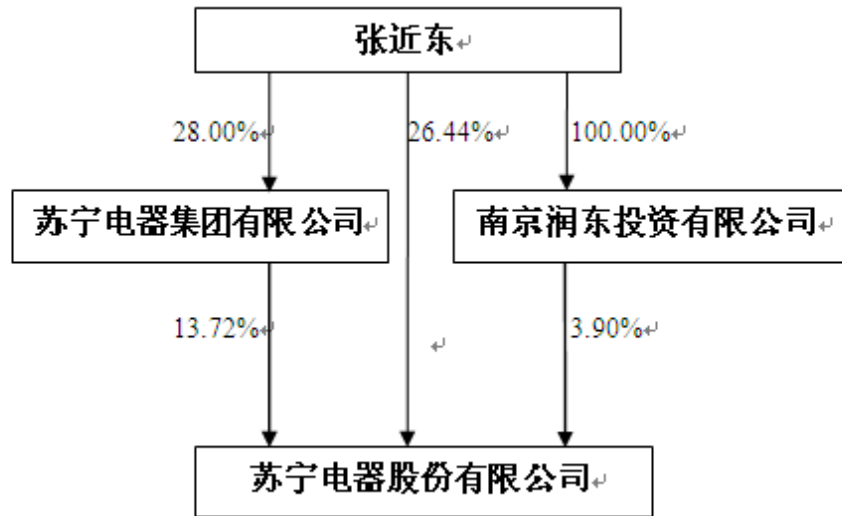 张近东
28.00%
26.44%
100.00%
苏宁电器集团有限公司
南京润东投资有限公司
13.72%
3.90%
苏宁电器股份有限公司